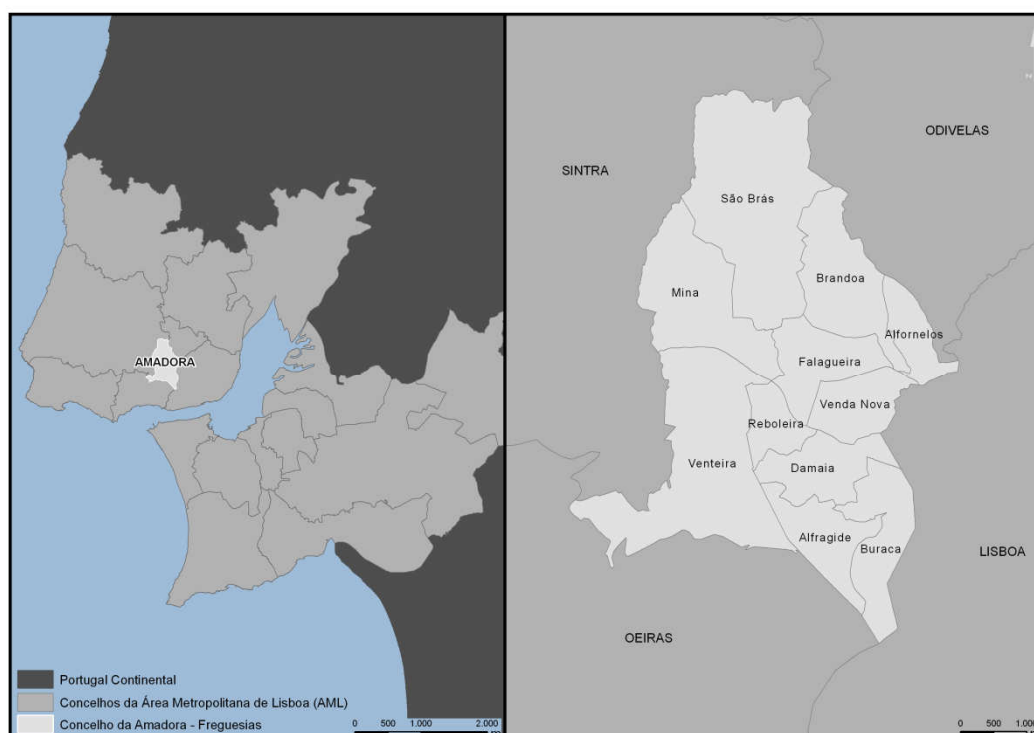 AMADORA
Portugal Continental
Concelhos da Área Metropolitana de Lisboa (AML)
Concelho da Amadora - Freguesias
0 500 1.000 2.000
m
SINTRA
ODIVELAS
São Brás
Mina
Brandoa
Alfornelos
Falagueira
Venda Nova
Reboleira
Venteira
Damaia
Alfragide
Buraca
LISBOA
OEIRAS
0 500 1.00